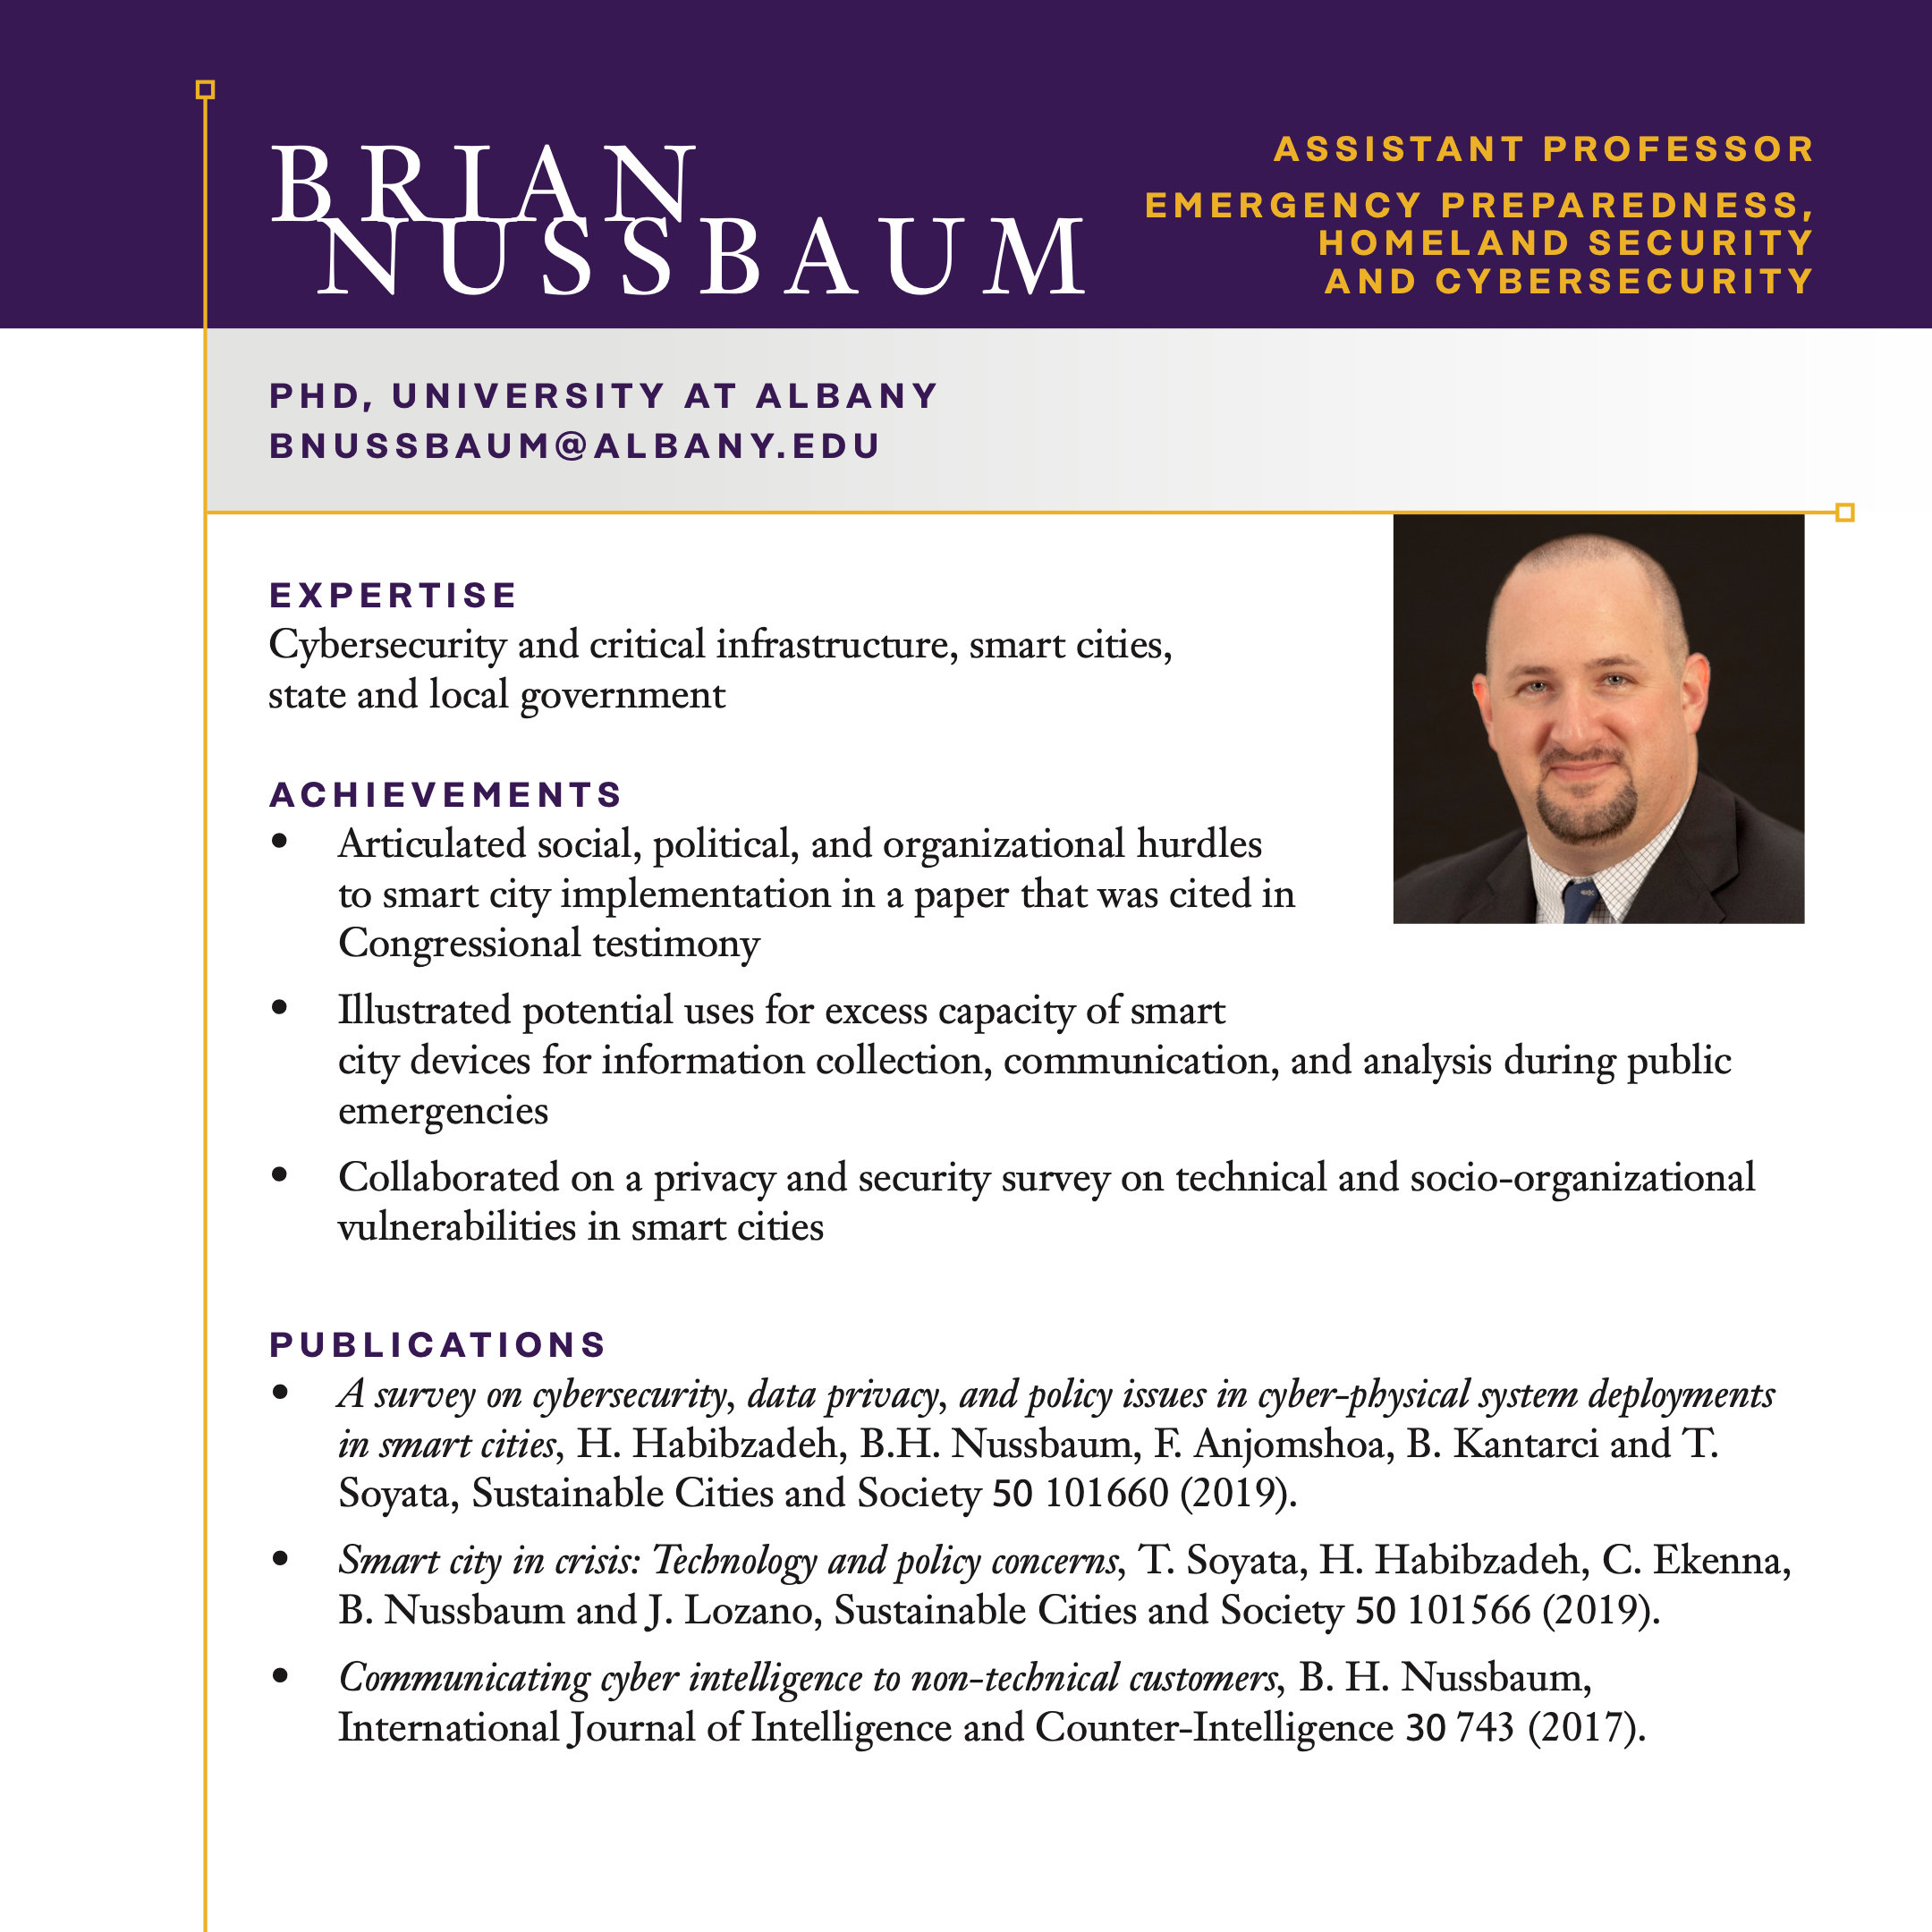 BRIAN
NUSSBAUM
ASSISTANT PROFESSOR
EMERGENCY PREPAREDNESS,
HOMELAND SECURITY
AND CYBERSECURITY
PHD, UNIVERSITY AT ALBANY
BNUSSBAUM@ALBANY.EDU
EXPERTISE
Cybersecurity and critical infrastructure, smart cities,
state and local government
ACHIEVEMENTS
• Articulated social, political, and organizational hurdles
to smart city implementation in a paper that was cited in
Congressional testimony
• Illustrated potential uses for excess capacity of smart
city devices for information collection, communication, and analysis during public
emergencies
• Collaborated on a privacy and security survey on technical and socio-organizational
vulnerabilities in smart cities
PUBLICATIONS
• A survey on cybersecurity, data privacy, and policy issues in cyber-physical system deployments
in smart cities, H. Habibzadeh, B.H. Nussbaum, F. Anjomshoa, B. Kantarci and T.
Soyata, Sustainable Cities and Society 50 101660 (2019).
• Smart city in crisis: Technology and policy concerns, T. Soyata, H. Habibzadeh, C. Ekenna,
B. Nussbaum and J. Lozano, Sustainable Cities and Society 50 101566 (2019).
• Communicating cyber intelligence to non-technical customers, B. H. Nussbaum,
International Journal of Intelligence and Counter-Intelligence 30 743 (2017).